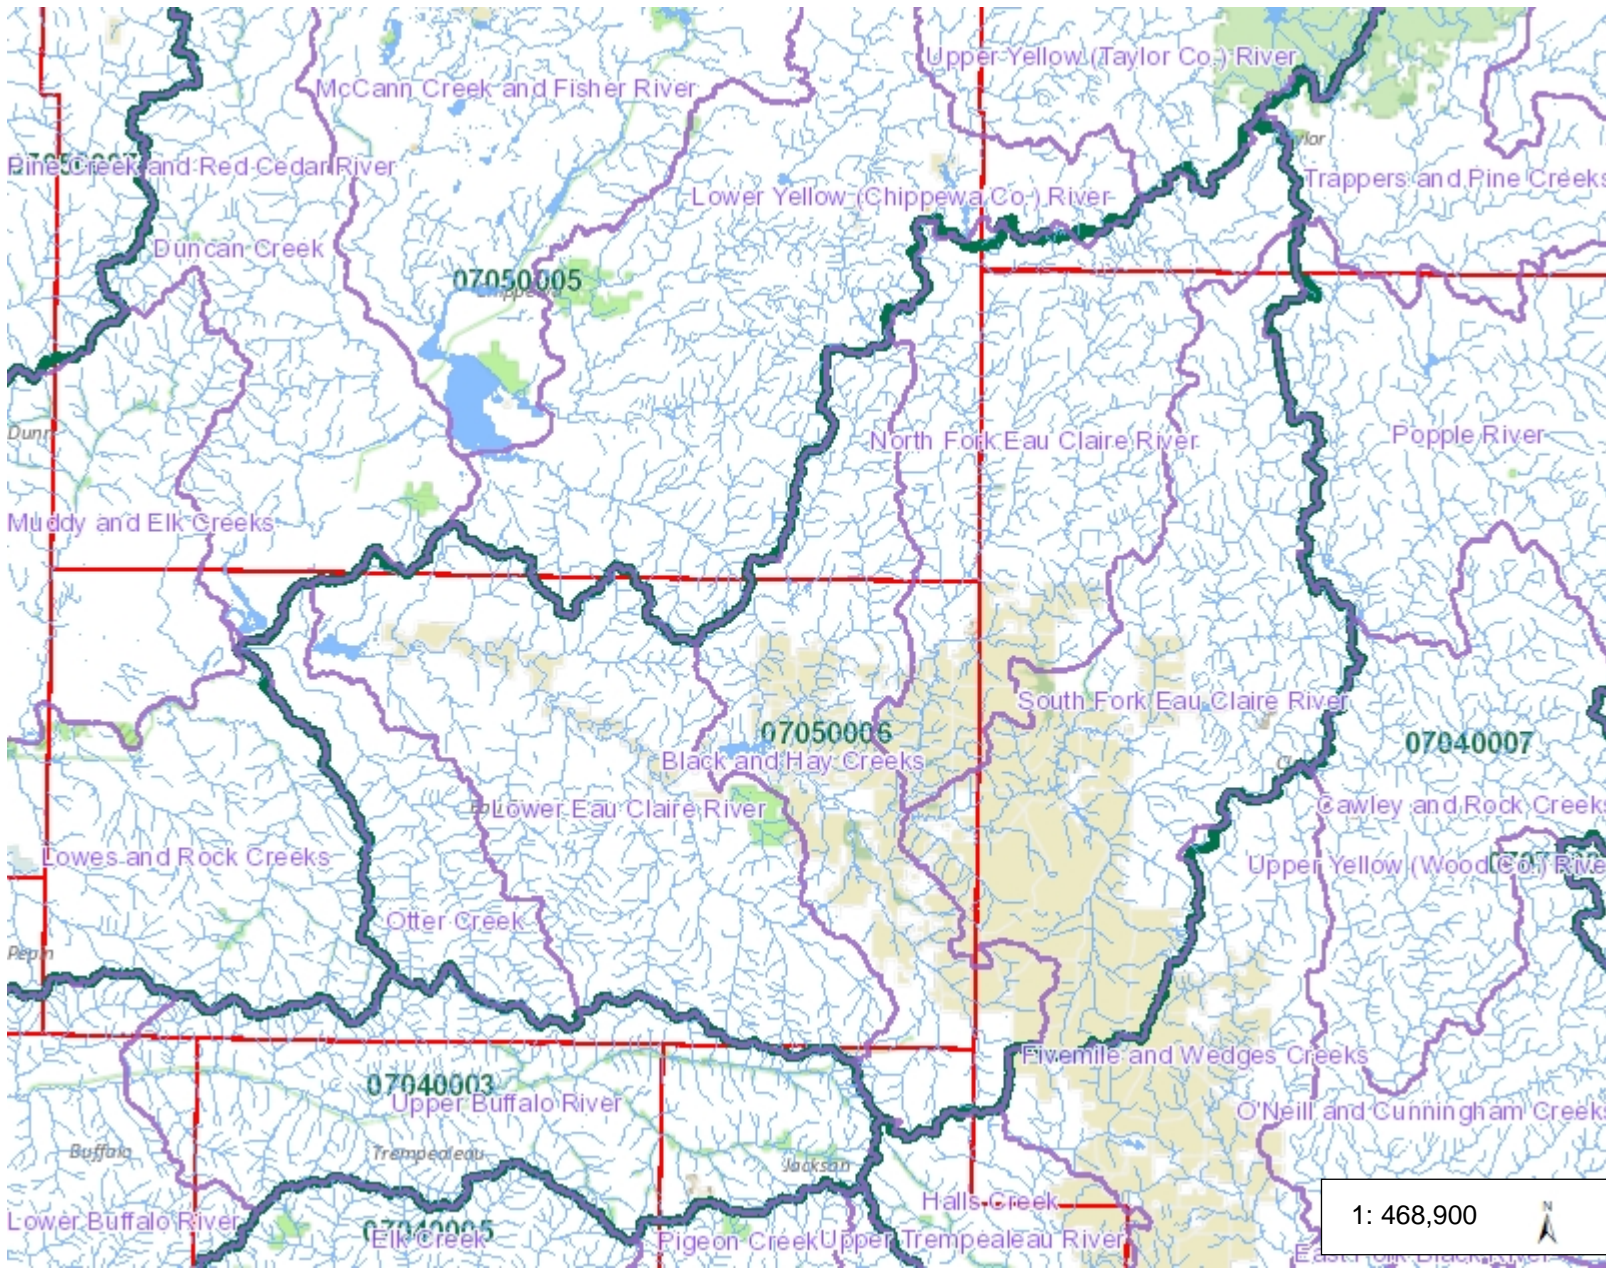 Upper Yellow (Taylor Co.) River
McCann Creek and Fisher River
Pine Creek and Red Cedar River
Trappers and Pine Creeks
Lower Yellow (Chippewa Co.) River
Duncan Creek
07050005
Dunn
North Fork Eau Claire River
Popple River
Muddy and Elk Creeks
South Fork Eau Claire River
07050006
07040007
Black and Hay Creeks
Lower Eau Claire River
Cawley and Rock Creeks
Lowes and Rock Creeks
Upper Yellow (Wood Co.) Rive
Otter Creek
Pepin
Fivemile and Wedges Creeks
07040003
Upper Buffalo River
O'Neill and Cunningham Creeks
Buffalo
Trempealeau
Jackson
Halls Creek
1: 468,900
N
Lower Buffalo River
07040005
Elk Creek
Pigeon Creek
Upper Trempealeau River
East Fork Black River